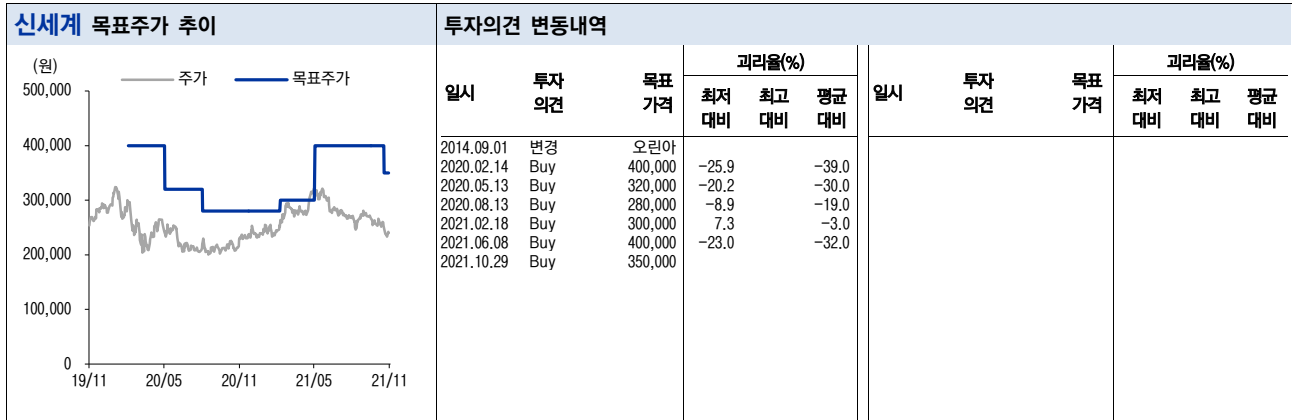 신세계 목표주가 추이
(원)
주가 목표주가
500,000
400,000
300,000
200,000
100,000
0
19/11 20/05 20/11 21/05 21/11
투자의견 변동내역
일시 투자의견 목표가격 괴리율(%) 최저대비 최고대비 평균대비
2014.09.01 변경 오린아
2020.02.14 Buy 400,000 -25.9 -39.0
2020.05.13 Buy 320,000 -20.2 -30.0
2020.08.13 Buy 280,000 -8.9 -19.0
2021.02.18 Buy 300,000 7.3 -3.0
2021.06.08 Buy 400,000 -23.0 -32.0
2021.10.29 Buy 350,000
일시 투자의견 목표가격 괴리율(%) 최저대비 최고대비 평균대비